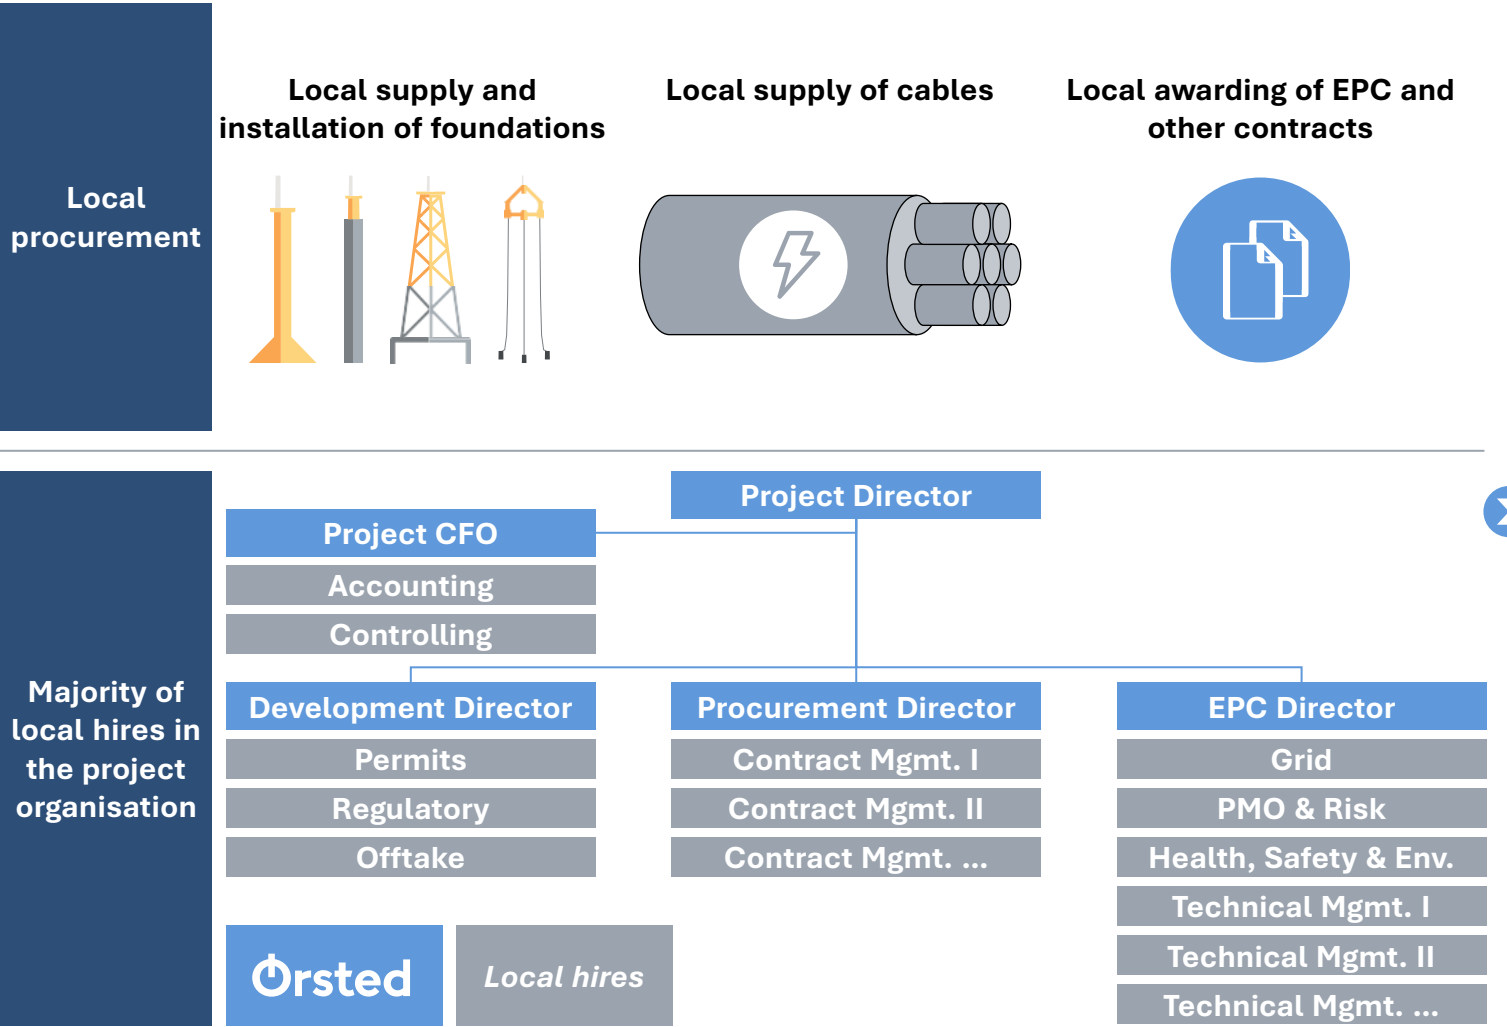 Local
procurement
Local supply and
installation of foundations
Local supply of cables
Local awarding of EPC and
other contracts
Majority of
local hires in
the project
organisation
Project Director
Project CFO
Accounting
Controlling
Development Director
Permits
Regulatory
Offtake
Procurement Director
Contract Mgmt. I
Contract Mgmt. II
Contract Mgmt. ...
EPC Director
Grid
PMO & Risk
Health, Safety & Env.
Technical Mgmt. I
Technical Mgmt. II
Technical Mgmt. ...
Ørsted
Local hires